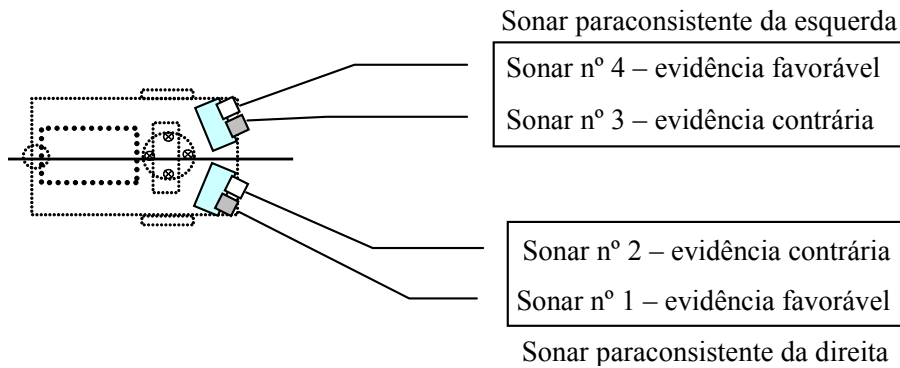 Sonar paraconsistente da esquerda
Sonar nº 4 – evidência favorável
Sonar nº 3 – evidência contrária
Sonar nº 2 – evidência contrária
Sonar nº 1 – evidência favorável
Sonar paraconsistente da direita